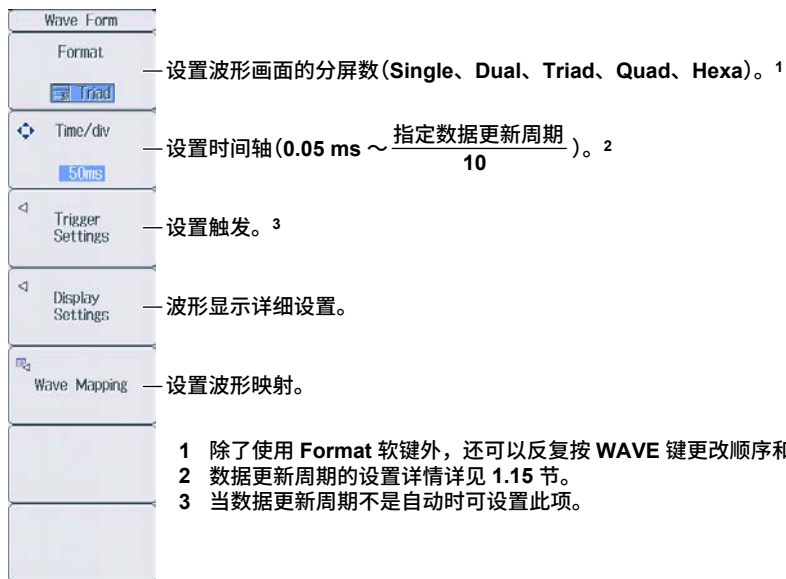 Wave Form
Format
Triad
设置波形画面的分屏数（Single、Dual、Triad、Quad、Hexa）。1
Time/div
50ms
设置时间轴（0.05 ms ～ 指定数据更新周期
10
）。2
Trigger
Settings
设置触发。3
Display
Settings
波形显示详细设置。
Wave Mapping
设置波形映射。
1 除了使用 Format 软键外，还可以反复按 WAVE 键更改顺序和
2 数据更新周期的设置详情详见 1.15 节。
3 当数据更新周期不是自动时可设置此项。